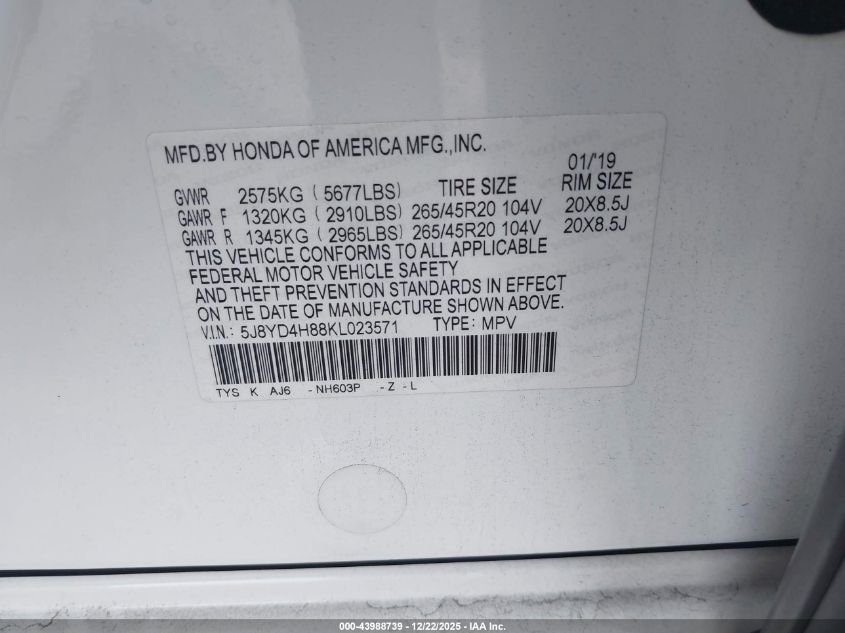 MFD.BY HONDA OF AMERICA MFG.,INC.
01/'19
GVWR 2575KG ( 5677LBS) TIRE SIZE RIM SIZE
GAWR F 1320KG ( 2910LBS) 265/45R20 104V 20X8.5J
GAWR R 1345KG ( 2965LBS) 265/45R20 104V 20X8.5J
THIS VEHICLE CONFORMS TO ALL APPLICABLE
FEDERAL MOTOR VEHICLE SAFETY
AND THEFT PREVENTION STANDARDS IN EFFECT
ON THE DATE OF MANUFACTURE SHOWN ABOVE.
V.I.N.: 5J8YD4H88KL023571 TYPE: MPV
TYS K AJ6 -NH603P -Z -L
000-43988739 - 12/22/2025 - IAA Inc.